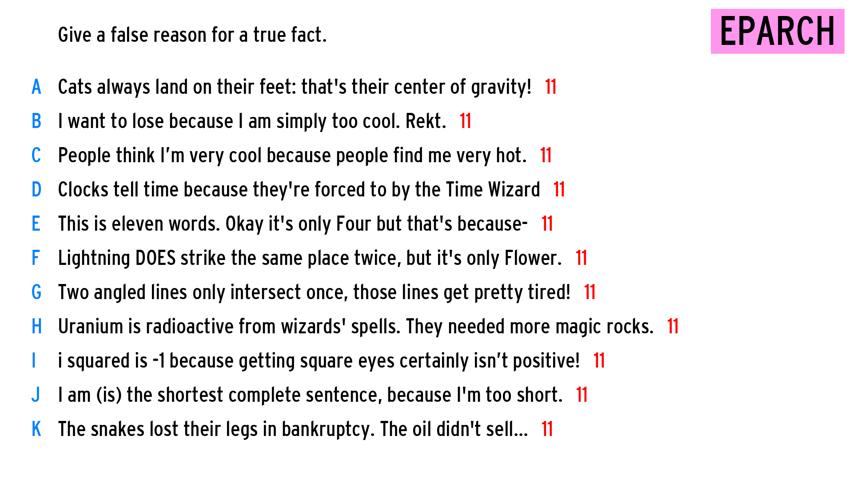 Give a false reason for a true fact.
EPARCH
A Cats always land on their feet: that's their center of gravity! 11
B I want to lose because I am simply too cool. Rekt. 11
C People think I’m very cool because people find me very hot. 11
D Clocks tell time because they're forced to by the Time Wizard 11
E This is eleven words. Okay it's only Four but that's because- 11
F Lightning DOES strike the same place twice, but it's only Flower. 11
G Two angled lines only intersect once, those lines get pretty tired! 11
H Uranium is radioactive from wizards' spells. They needed more magic rocks. 11
I i squared is -1 because getting square eyes certainly isn’t positive! 11
J I am (is) the shortest complete sentence, because I'm too short. 11
K The snakes lost their legs in bankruptcy. The oil didn't sell... 11